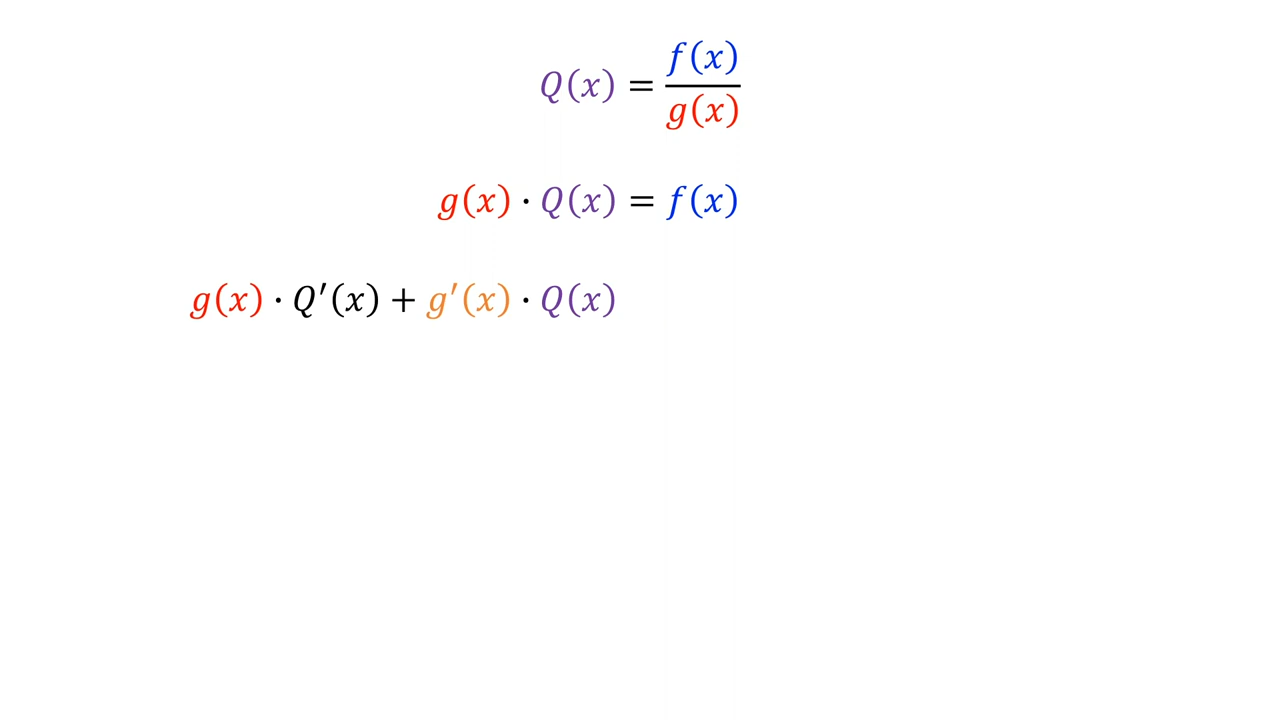 Q(x) = f(x)/g(x)
g(x) · Q(x) = f(x)
g(x) · Q′(x) + g′(x) · Q(x)